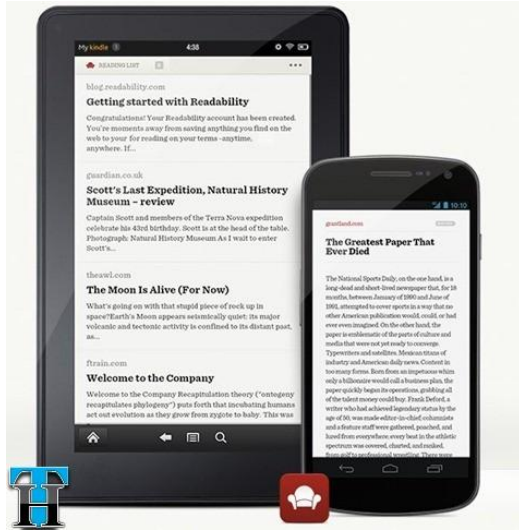 My kindle 3 4:38
READING LIST
blog.readability.com
Getting started with Readability
Congratulations! Your Readability account has been created.
You're moments away from saving anything you find on the
web to your for reading on your terms–anytime,
anywhere. If...
guardian.co.uk
Scott's Last Expedition, Natural History
Museum – review
Captain Scott and members of the Terra Nova expedition
celebrate his 43rd birthday. Scott is at the head of the table.
Photograph: Natural History Museum As I wait to enter
Scott's...
theawl.com
The Moon Is Alive (For Now)
What's going on with that stupid piece of rock up in
space?Earth's Moon appears seismically quiet; its major
volcanic and tectonic activity is confined to its distant past,
as...
ftrain.com
Welcome to the Company
Welcome to the Company Recapitulation theory ("ontogeny
recapitulates phylogeny") puts forth that incubating humans
act out evolution as they grow from zygote to baby. This was
10:10
grantland.com
The Greatest Paper That
Ever Died
The National Sports Daily, on the one hand, is a
long-dead and short-lived newspaper that, for 18
months, between January of 1990 and June of
1991, attempted to cover sports in a way that no
other American publication would, could, or had
ever even imagined. On the other hand, the
paper is emblematic of the parts of culture and
media that were not yet ready to converge.
Typewriters and satellites. Mexican titans of
industry and American daily news. Content in
too many forms. Born from an impetuous whim
only a billionaire would call a business plan, the
paper quickly began its operations, grabbing all
of the talent money could buy. Frank Deford, a
writer who had achieved legendary status by the
age of 50, was made editor-in-chief; columnists
and a feature staff were gathered, poached, and
lured from everywhere; every beat in the athletic
spectrum was covered, charted, and ranked,
from golf to professional wrestling. There were
TH